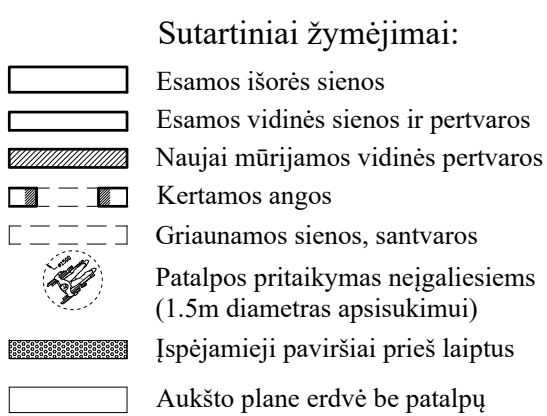 Sutartiniai žymėjimai:
Esamos išorės sienos
Esamos vidinės sienos ir pertvaros
Naujai mūrijamos vidinės pertvaros
Kertamos angos
Griaunamos sienos, santvaros
Patalpos pritaikymas neįgaliesiems
(1.5m diametras apsisukimui)
Įspėjamieji paviršiai prieš laiptus
Aukšto plane erdvė be patalpų